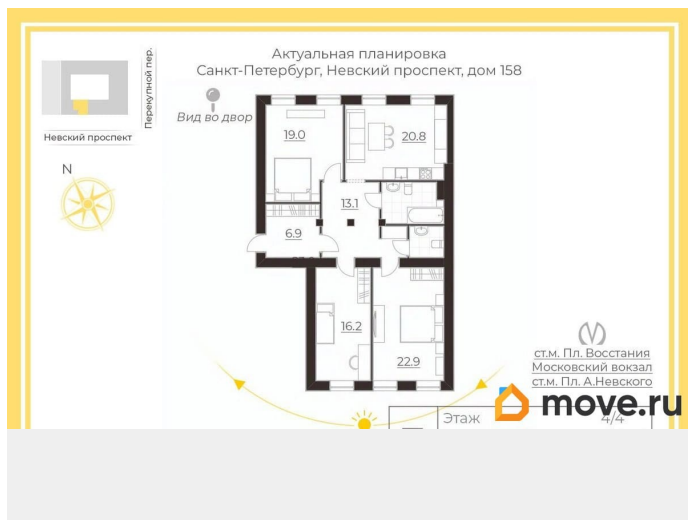 Актуальная планировка
Санкт-Петербург, Невский проспект, дом 158
Перекупной пер.
Невский проспект
Вид во двор
N
19.0
20.8
13.1
6.9
16.2
22.9
ст.м. Пл. Восстания
Московский вокзал
ст.м. Пл. А.Невского
move.ru
Этаж 4/4